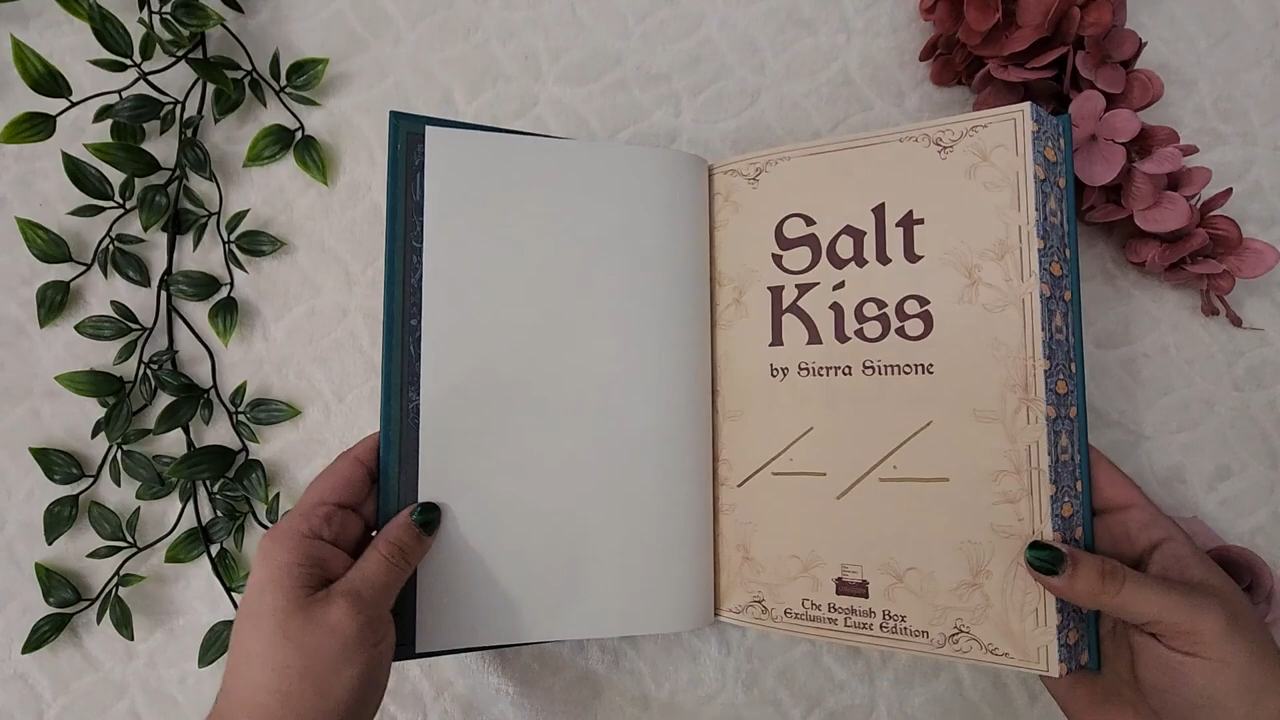 Salt
Kiss
by Sierra Simone
The Bookish Box
Exclusive Luxe Edition